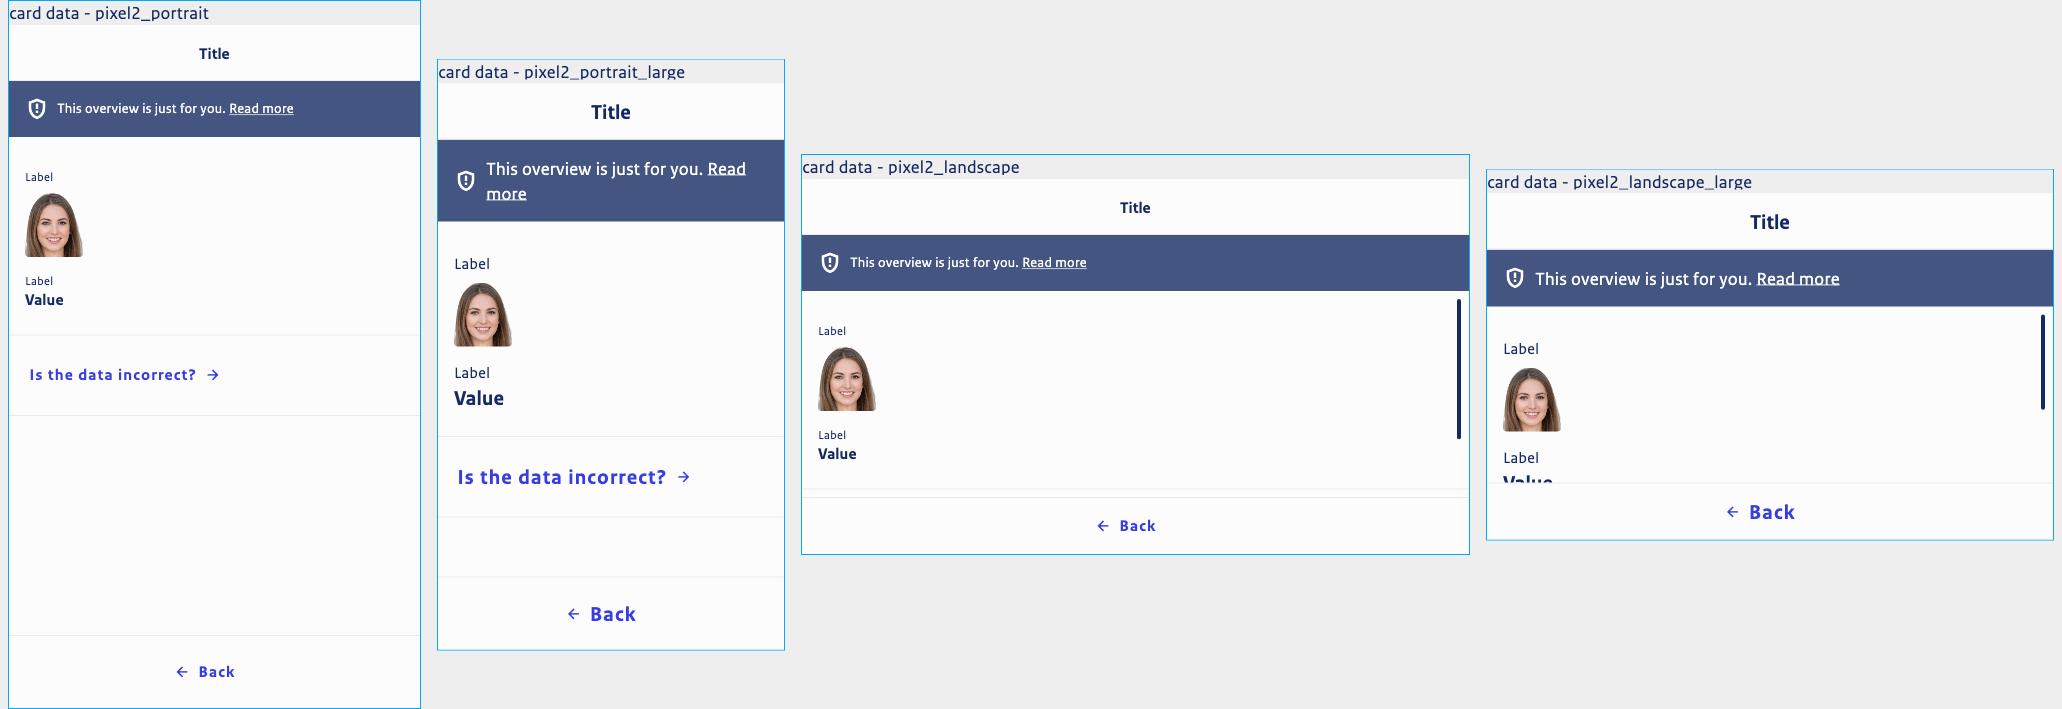 card data - pixel2_portrait
Title
This overview is just for you. Read more
Label
Label
Value
Is the data incorrect? →
← Back
card data - pixel2_portrait_large
Title
This overview is just for you. Read
more
Label
Label
Value
Is the data incorrect? →
← Back
card data - pixel2_landscape
Title
This overview is just for you. Read more
Label
Label
Value
← Back
card data - pixel2_landscape_large
Title
This overview is just for you. Read more
Label
Label
Value
← Back